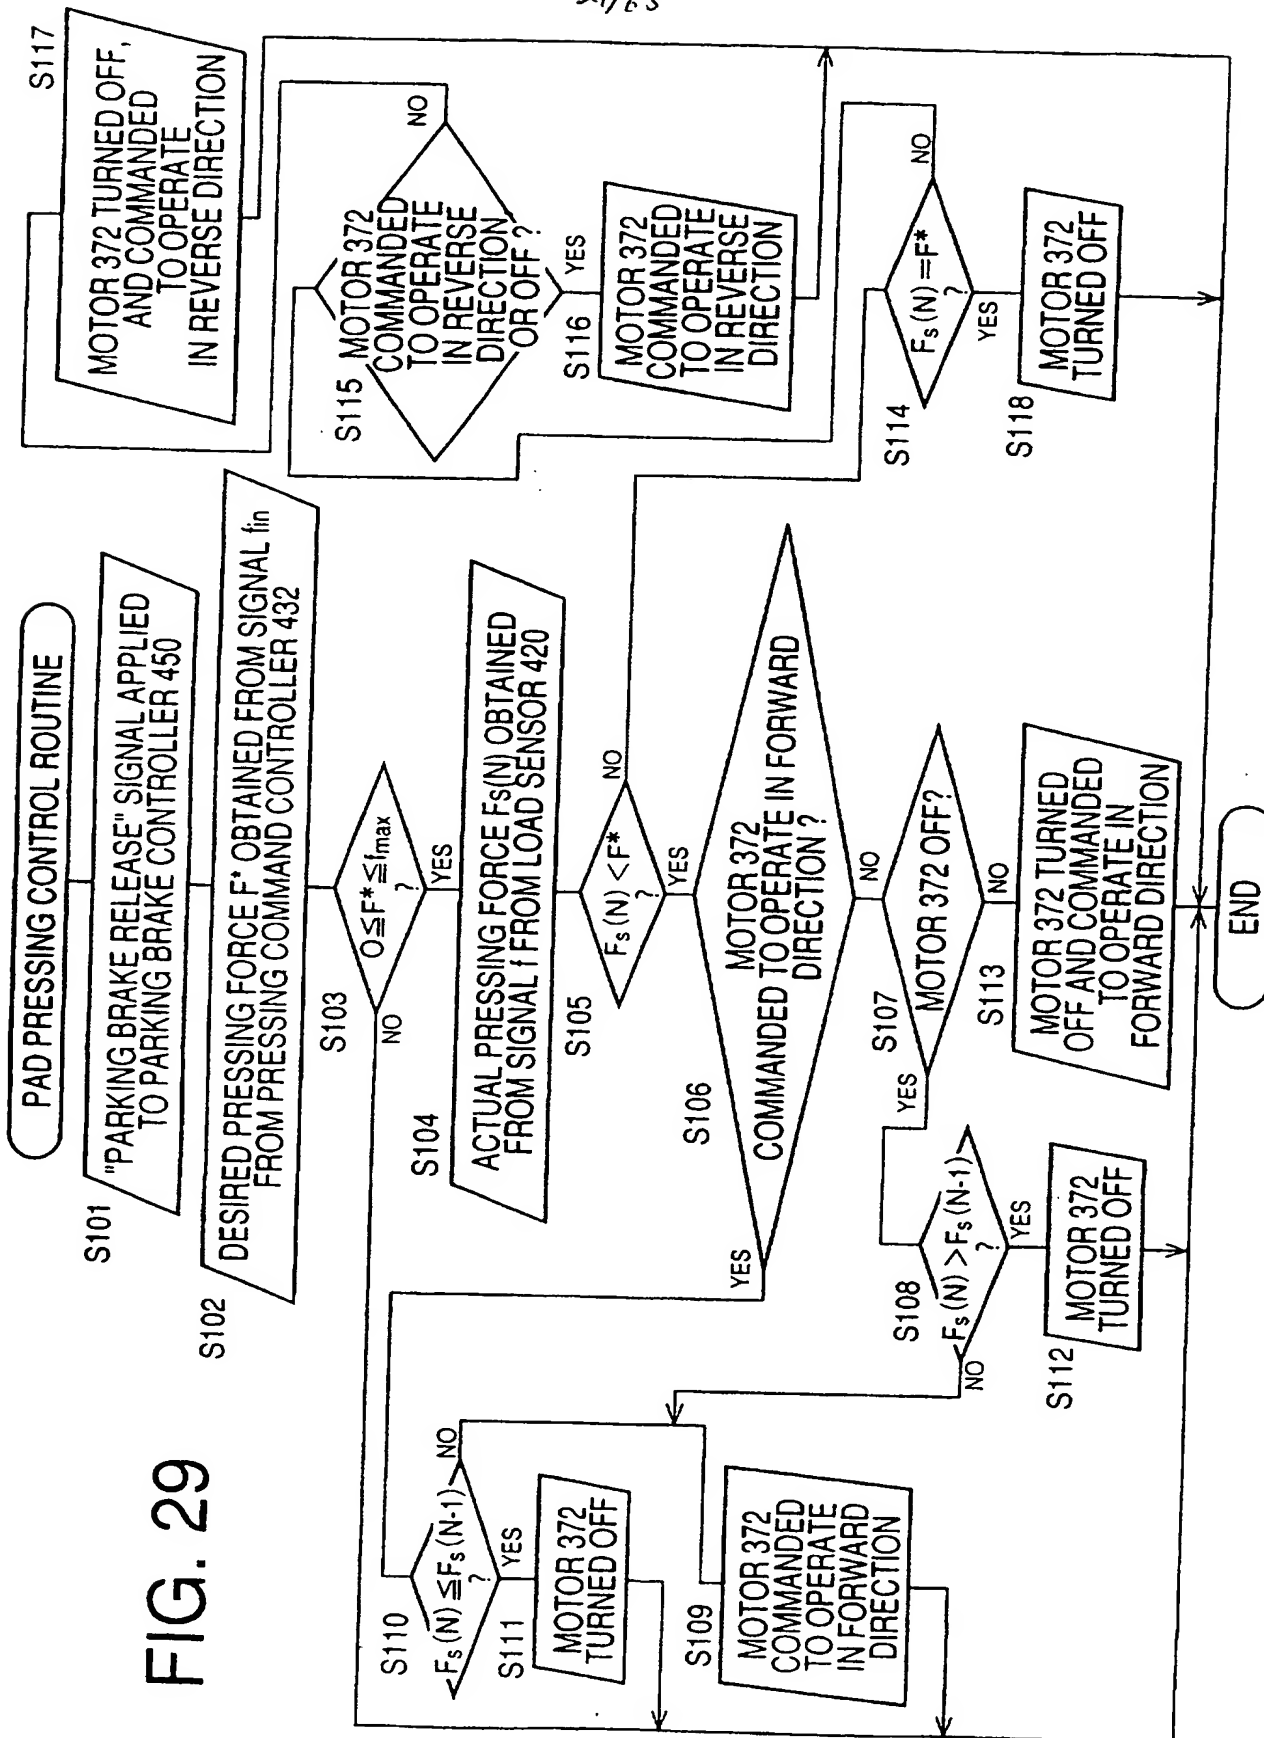 FIG. 29
PAD PRESSING CONTROL ROUTINE
S101
"PARKING BRAKE RELEASE" SIGNAL APPLIED
TO PARKING BRAKE CONTROLLER 450
S102
DESIRED PRESSING FORCE F* OBTAINED FROM SIGNAL fin
FROM PRESSING COMMAND CONTROLLER 432
S103
0≦F*≦fmax
?
NO
YES
S104
ACTUAL PRESSING FORCE Fs(N) OBTAINED
FROM SIGNAL f FROM LOAD SENSOR 420
S105
Fs(N) <F*
?
NO
YES
S106
MOTOR 372
COMMANDED TO OPERATE IN FORWARD
DIRECTION ?
YES
NO
S107
MOTOR 372 OFF?
YES
NO
S108
Fs(N) >Fs(N-1)
?
NO
YES
S110
Fs(N) ≦Fs(N-1)
?
NO
YES
S111
MOTOR 372
TURNED OFF
S109
MOTOR 372
COMMANDED
TO OPERATE
IN FORWARD
DIRECTION
S112
MOTOR 372
TURNED OFF
S113
MOTOR 372 TURNED
OFF AND COMMANDED
TO OPERATE IN
FORWARD DIRECTION
S117
MOTOR 372 TURNED OFF,
AND COMMANDED
TO OPERATE
IN REVERSE DIRECTION
S115
MOTOR 372
COMMANDED
TO OPERATE
IN REVERSE
DIRECTION
OR OFF ?
NO
YES
S116
MOTOR 372
COMMANDED
TO OPERATE
IN REVERSE
DIRECTION
S114
Fs(N)=F*
?
NO
YES
S118
MOTOR 372
TURNED OFF
END